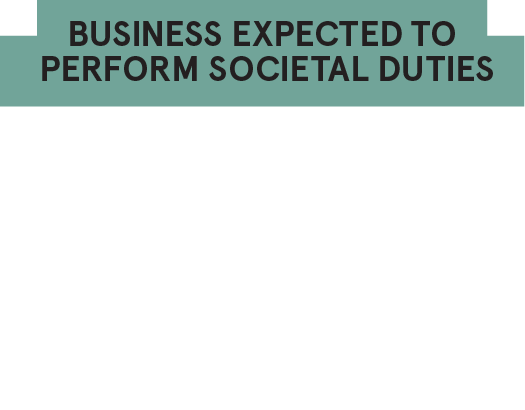 BUSINESS EXPECTED TO
PERFORM SOCIETAL DUTIES